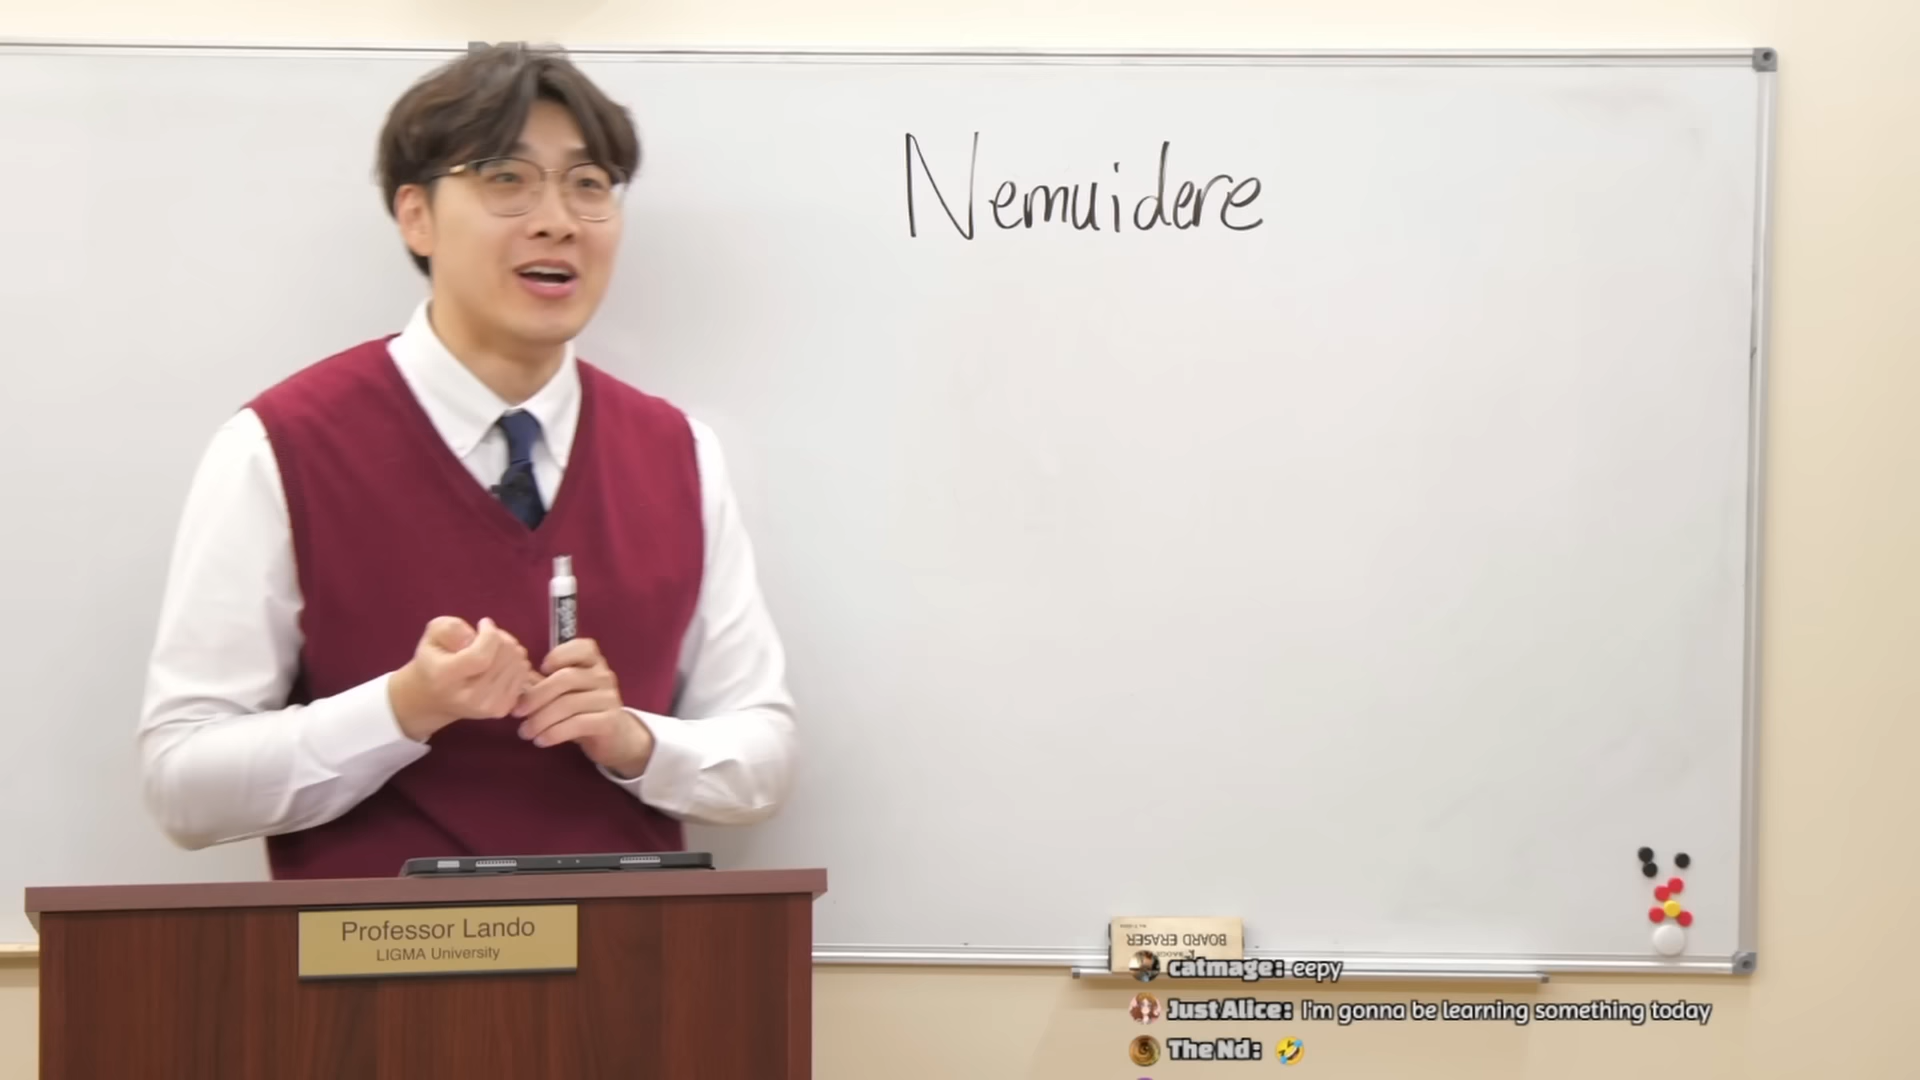 Nemuidere
Professor Lando
LIGMA University
BOARD ERASER
catmage: eepy
Just Alice: I'm gonna be learning something today
The Nd: 🤣